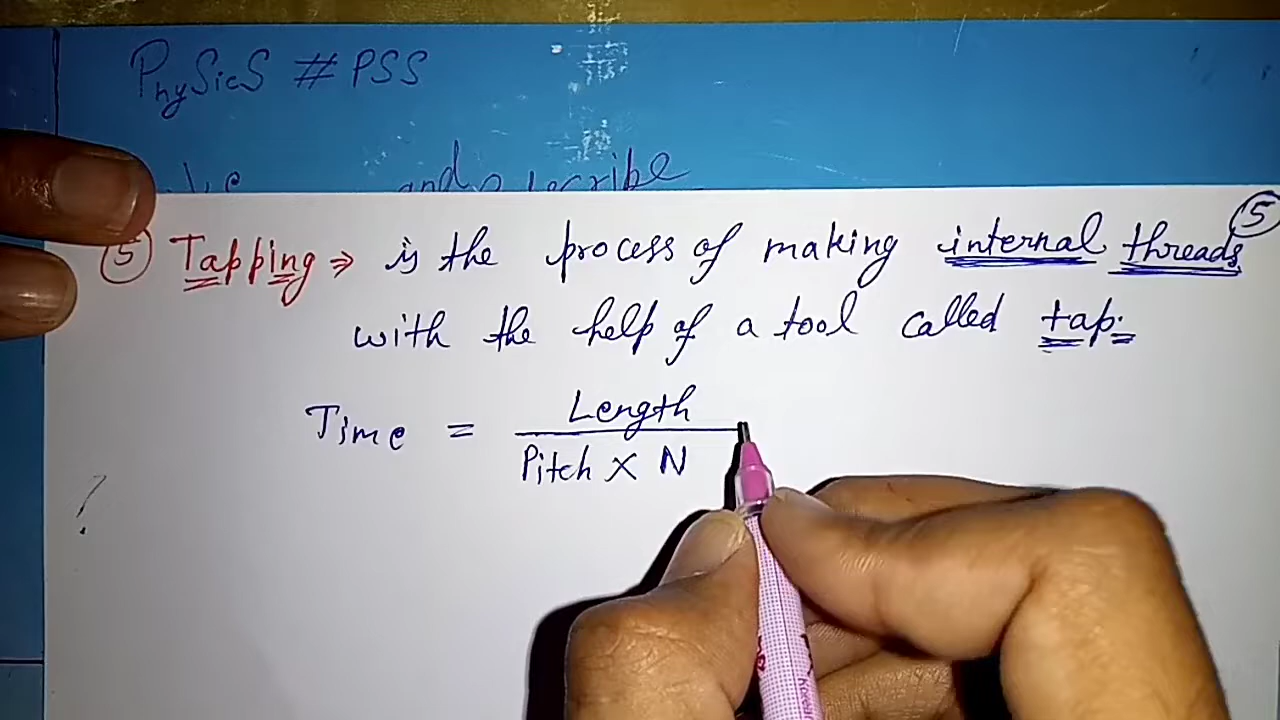 Physics # PSS
describe
5
5 Tapping ⇒ is the process of making internal threads
with the help of a tool called tap.
Time = Length
Pitch × N